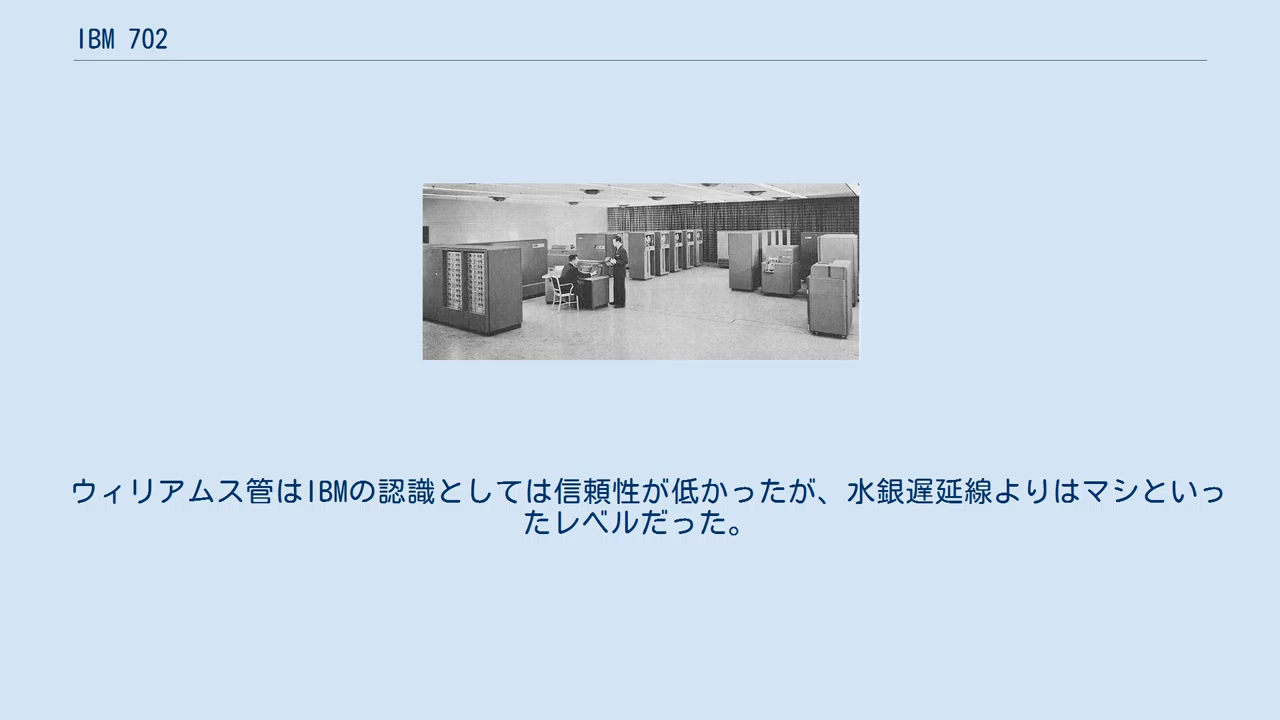 IBM 702
ウィリアムス管はIBMの認識としては信頼性が低かったが、水銀遅延線よりはマシといっ
たレベルだった。